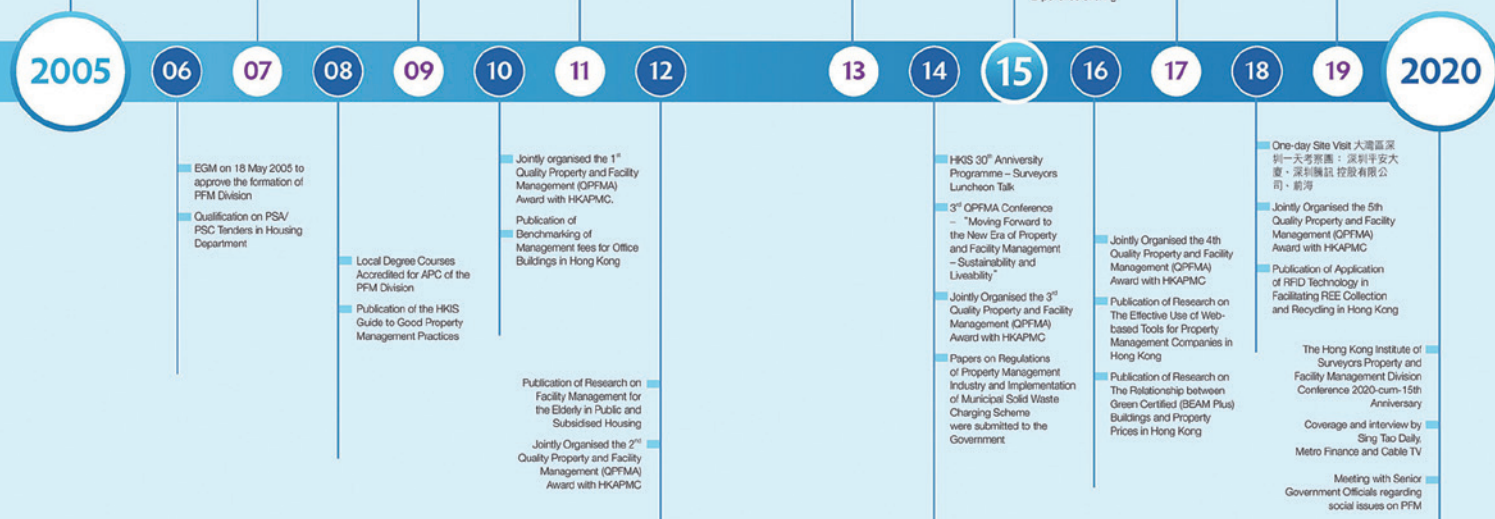 2005
06
07
08
09
10
11
12
13
14
15
16
17
18
19
2020
EGM on 18 May 2005 to
approve the formation of
PFM Division
Qualification on PSA/
PSC Tenders in Housing
Department
Local Degree Courses
Accredited for APC of the
PFM Division
Publication of the HKIS
Guide to Good Property
Management Practices
Jointly organised the 1st
Quality Property and Facility
Management (QPFMA)
Award with HKAPMC.
Publication of
Benchmarking of
Management fees for Office
Buildings in Hong Kong
Publication of Research on
Facility Management for
the Elderly in Public and
Subsidised Housing
Jointly Organised the 2nd
Quality Property and Facility
Management (QPFMA)
Award with HKAPMC
HKIS 30th Anniversity
Programme – Surveyors
Luncheon Talk
3rd QPFMA Conference
– "Moving Forward to
the New Era of Property
and Facility Management
– Sustainability and
Liveability"
Jointly Organised the 3rd
Quality Property and Facility
Management (QPFMA)
Award with HKAPMC
Papers on Regulations
of Property Management
Industry and Implementation
of Municipal Solid Waste
Charging Scheme
were submitted to the
Government
Jointly Organised the 4th
Quality Property and Facility
Management (QPFMA)
Award with HKAPMC
Publication of Research on
The Effective Use of Web-
based Tools for Property
Management Companies in
Hong Kong
Publication of Research on
The Relationship between
Green Certified (BEAM Plus)
Buildings and Property
Prices in Hong Kong
One-day Site Visit 大灣區深
圳一天考察團：深圳平安大
廈、深圳騰訊 控股有限公
司、前海
Jointly Organised the 5th
Quality Property and Facility
Management (QPFMA)
Award with HKAPMC
Publication of Application
of RFID Technology in
Facilitating REE Collection
and Recycling in Hong Kong
The Hong Kong Institute of
Surveyors Property and
Facility Management Division
Conference 2020-cum-15th
Anniversary
Coverage and interview by
Sing Tao Daily,
Metro Finance and Cable TV
Meeting with Senior
Government Officials regarding
social issues on PFM